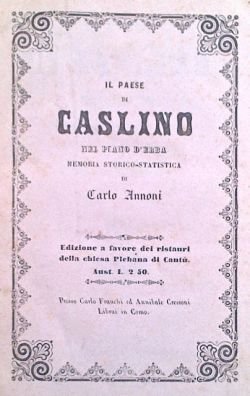 IL PAESE
DI
CASLINO
NEL PIANO D'ERBA
MEMORIA STORICO-STATISTICA
DI
Carlo Annoni
Edizione a favore dei ristauri
della chiesa Plebana di Cantù.
Aust. L. 2 50.
Presso Carlo Franchi ed Annibale Cressoni
Librai in Como.